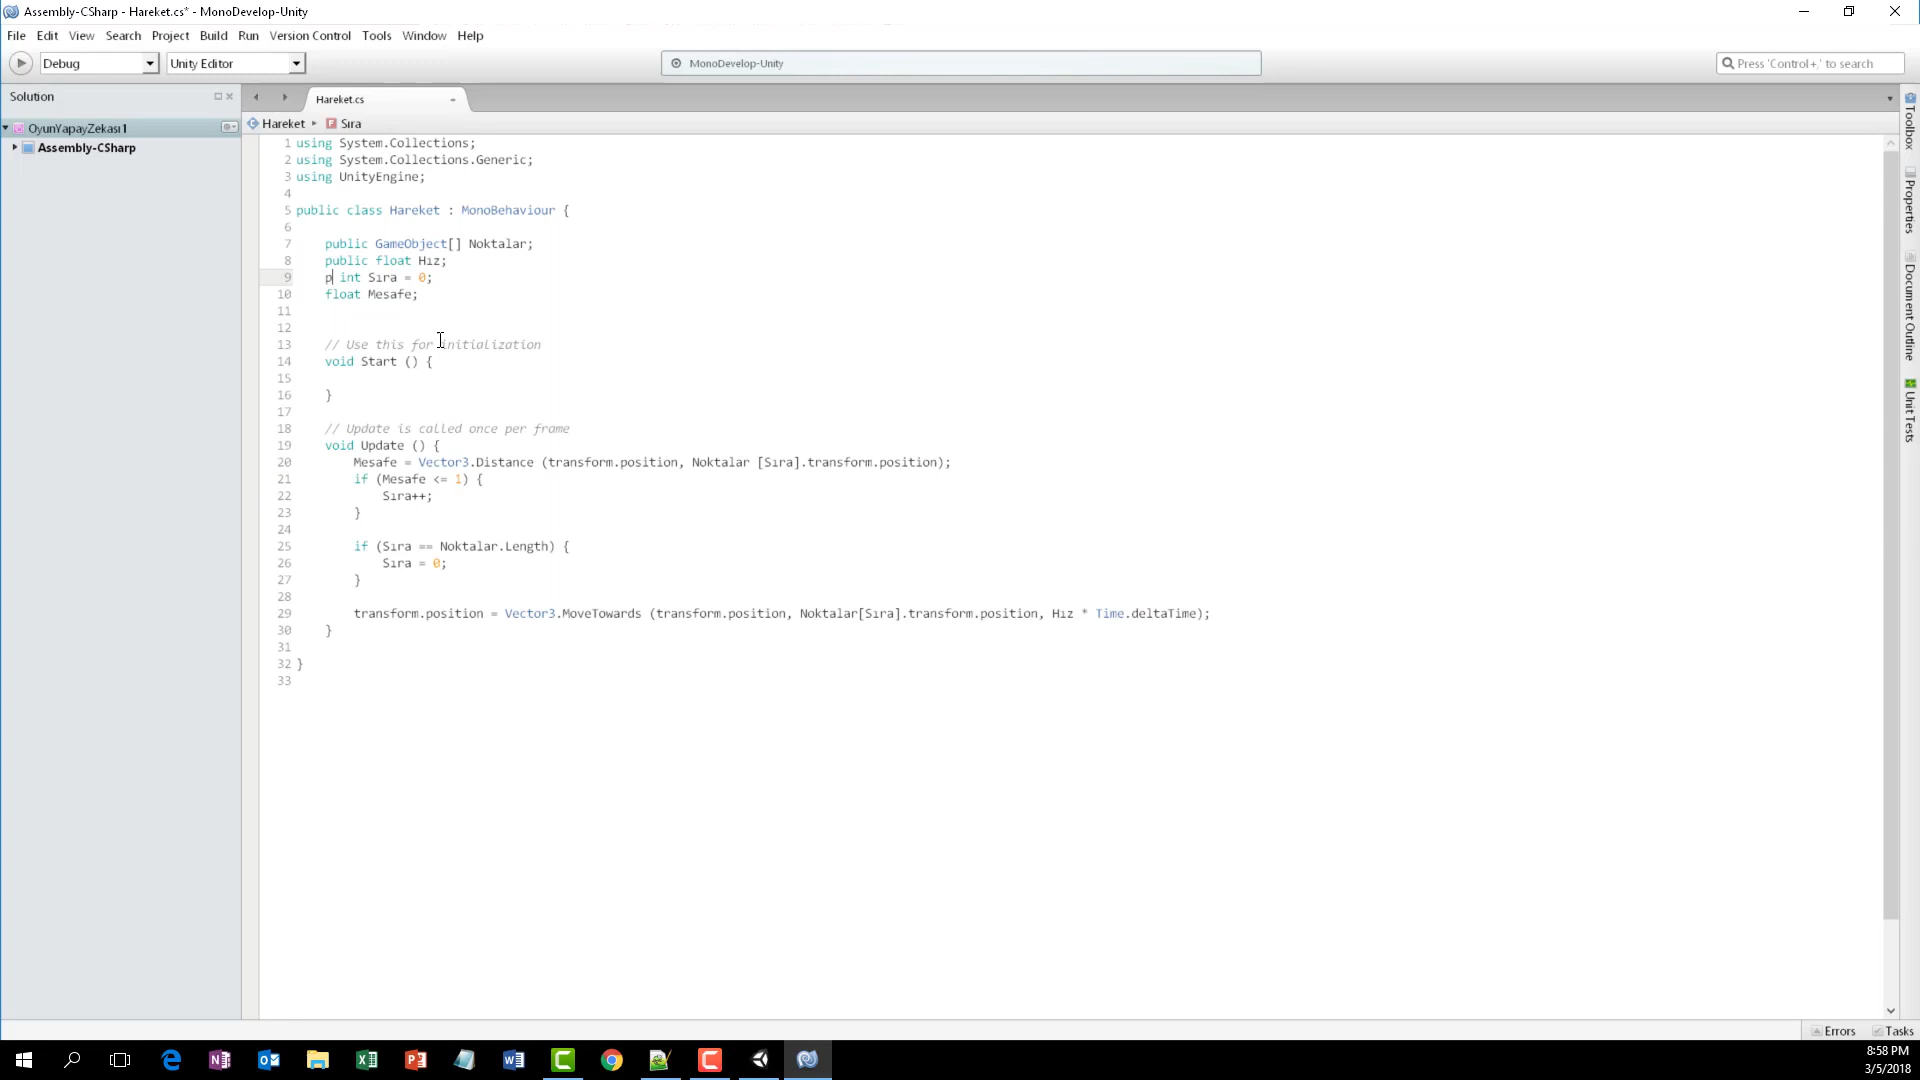 Assembly-CSharp - Hareket.cs* - MonoDevelop-Unity
File Edit View Search Project Build Run Version Control Tools Window Help
Debug Unity Editor MonoDevelop-Unity Press 'Control+,' to search
Solution
Hareket.cs
OyunYapayZekası1
Assembly-CSharp
Hareket Sıra
1 using System.Collections;
2 using System.Collections.Generic;
3 using UnityEngine;
4
5 public class Hareket : MonoBehaviour {
6
7 public GameObject[] Noktalar;
8 public float Hız;
9 p int Sıra = 0;
10 float Mesafe;
11
12
13 // Use this for initialization
14 void Start () {
15
16 }
17
18 // Update is called once per frame
19 void Update () {
20 Mesafe = Vector3.Distance (transform.position, Noktalar [Sıra].transform.position);
21 if (Mesafe <= 1) {
22 Sıra++;
23 }
24
25 if (Sıra == Noktalar.Length) {
26 Sıra = 0;
27 }
28
29 transform.position = Vector3.MoveTowards (transform.position, Noktalar[Sıra].transform.position, Hız * Time.deltaTime);
30 }
31
32 }
33
Toolbox
Properties
Document Outline
Unit Tests
Errors Tasks
8:58 PM
3/5/2018